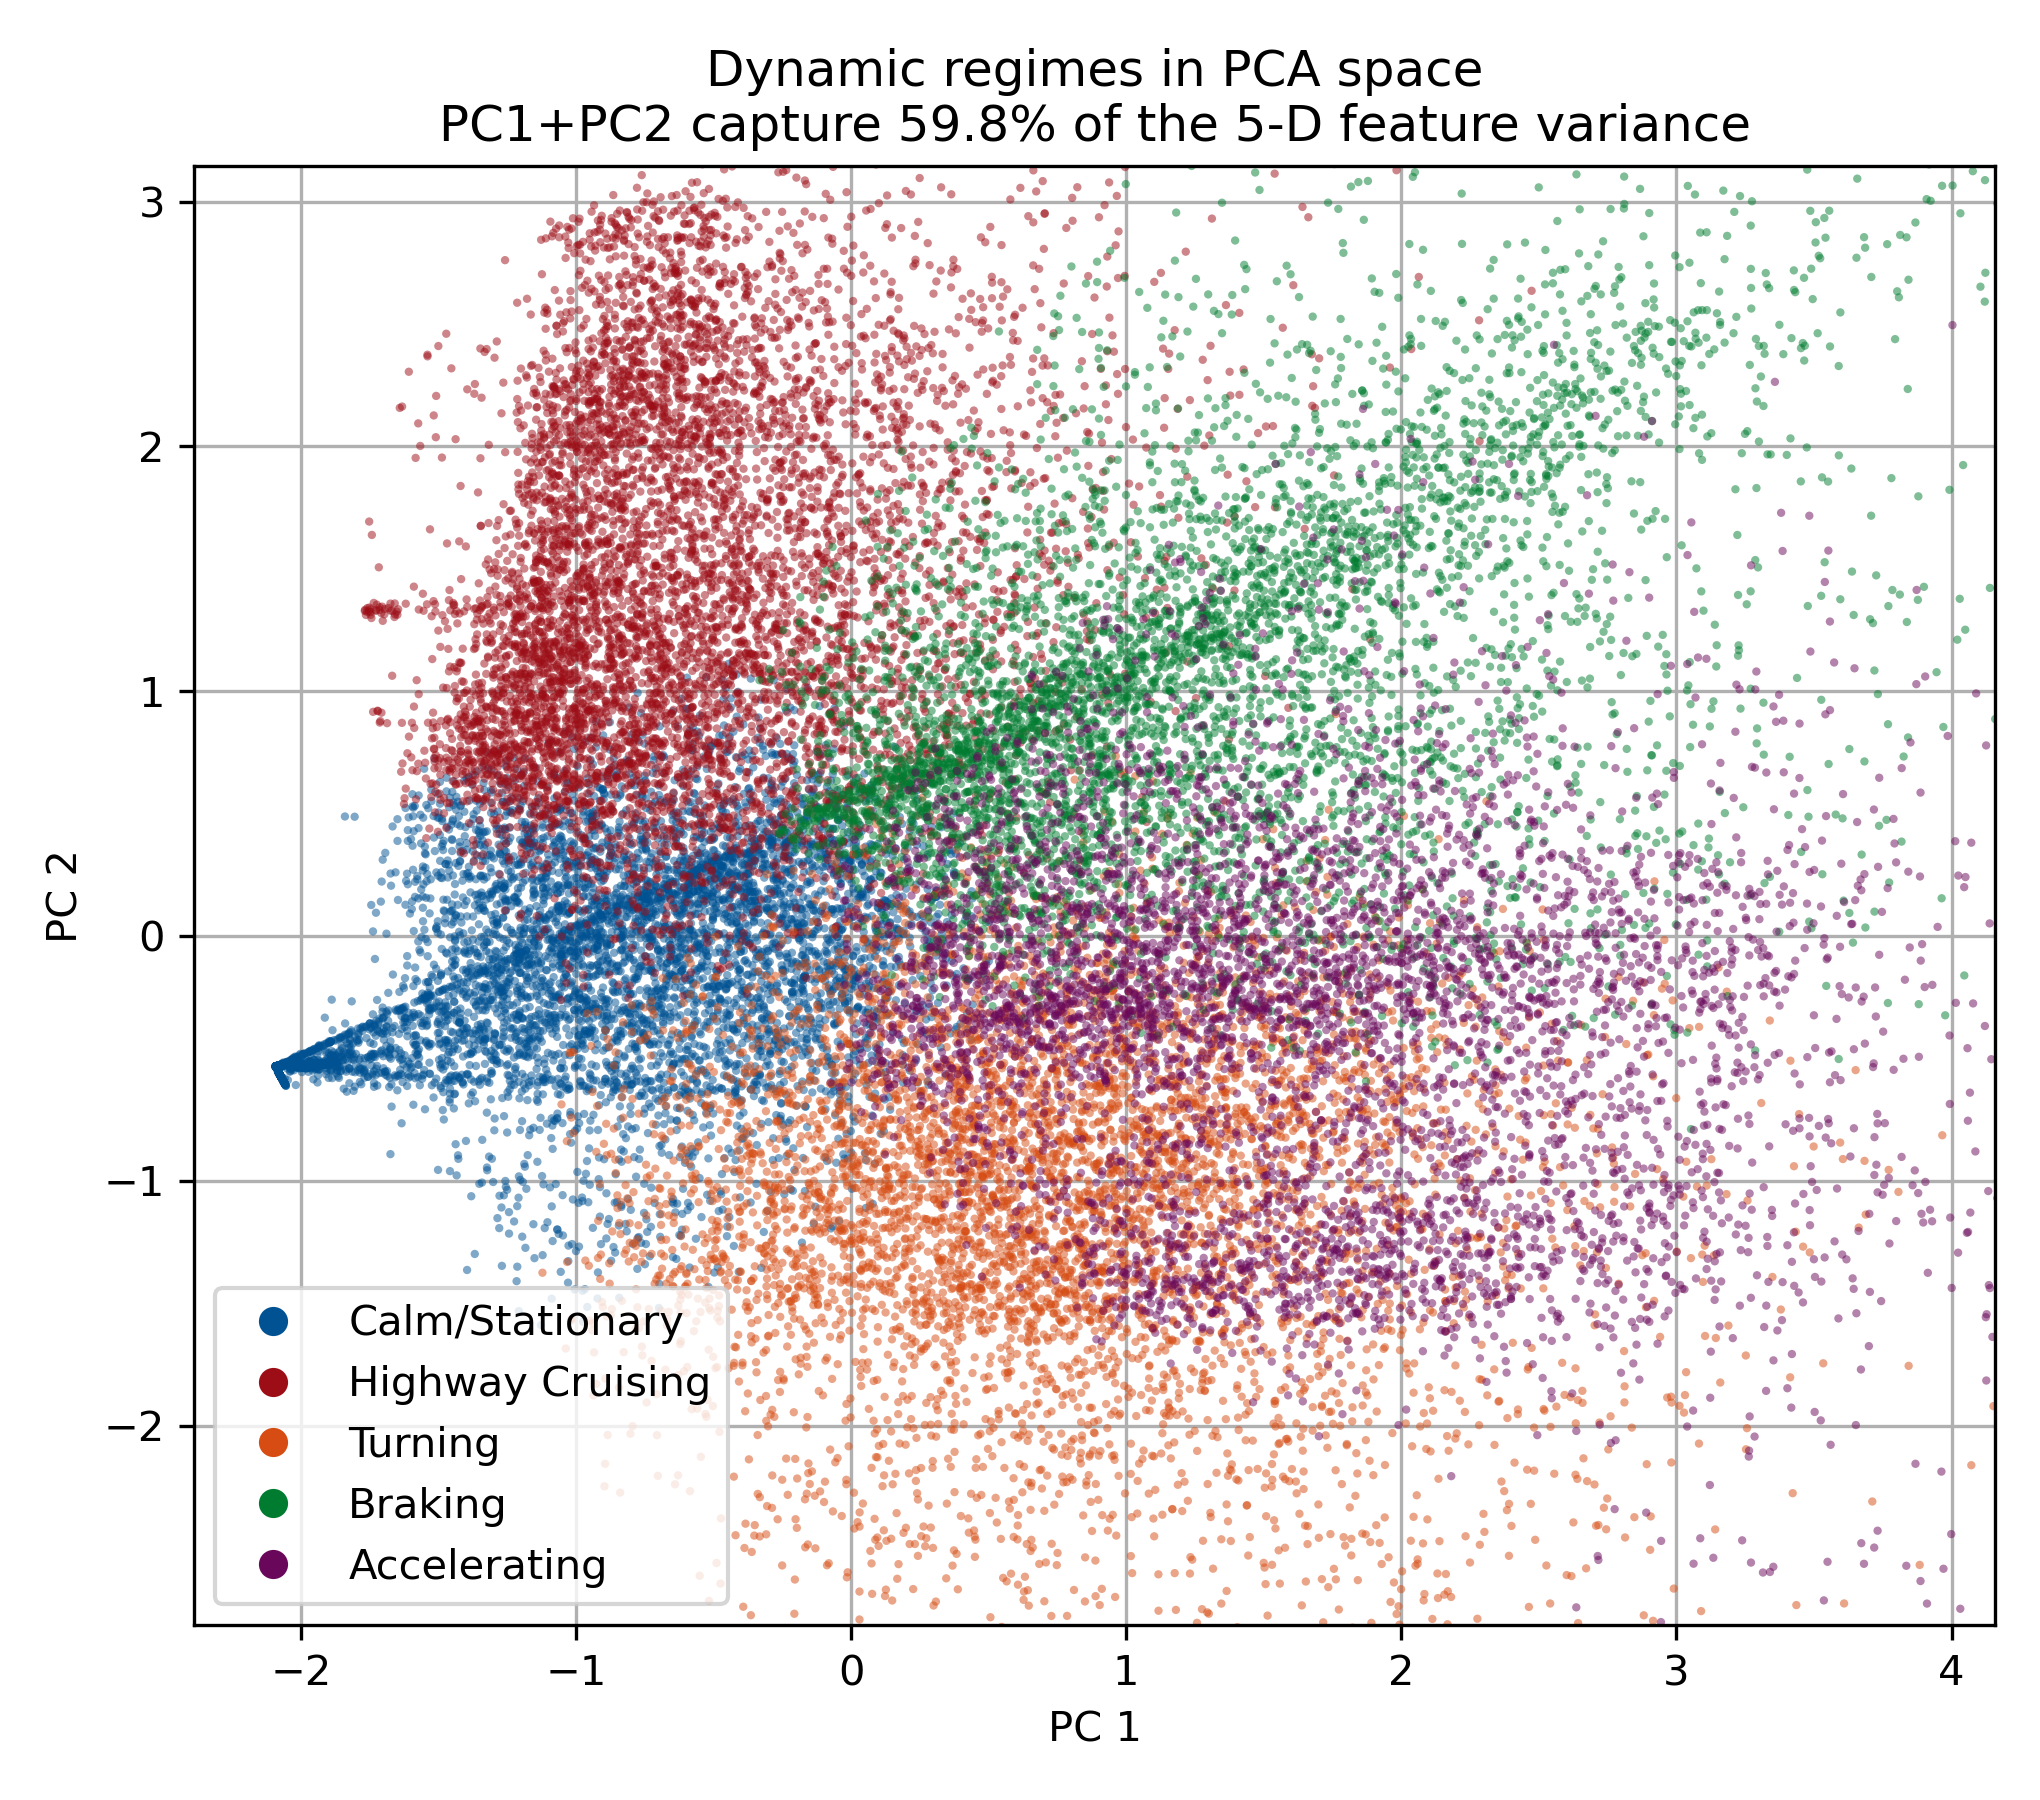 Dynamic regimes in PCA space
PC1+PC2 capture 59.8% of the 5-D feature variance
3
2
1
0
−1
−2
PC 2
Calm/Stationary
Highway Cruising
Turning
Braking
Accelerating
−2 −1 0 1 2 3 4
PC 1